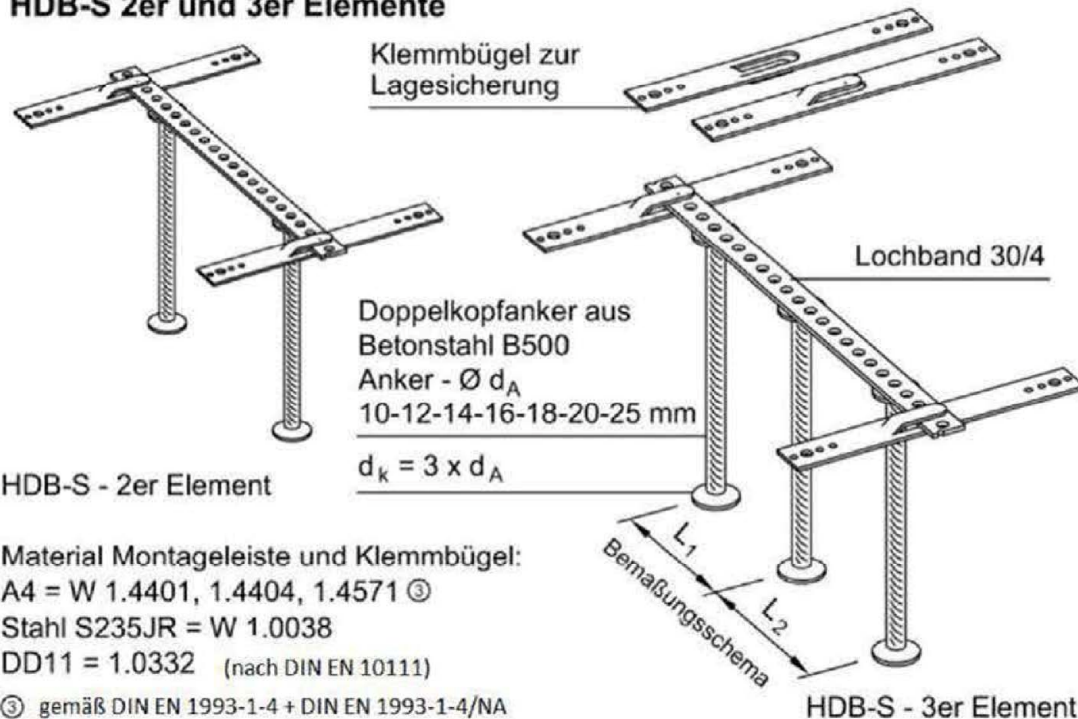 HDB-S 2er und 3er Elemente
Klemmbügel zur
Lagesicherung
Lochband 30/4
Doppelkopfanker aus
Betonstahl B500
Anker - Ø dA
10-12-14-16-18-20-25 mm
dk = 3 x dA
HDB-S - 2er Element
Material Montageleiste und Klemmbügel:
A4 = W 1.4401, 1.4404, 1.4571 ③
Stahl S235JR = W 1.0038
DD11 = 1.0332 (nach DIN EN 10111)
③ gemäß DIN EN 1993-1-4 + DIN EN 1993-1-4/NA
L1
L2
Bemaßungsschema
HDB-S - 3er Element